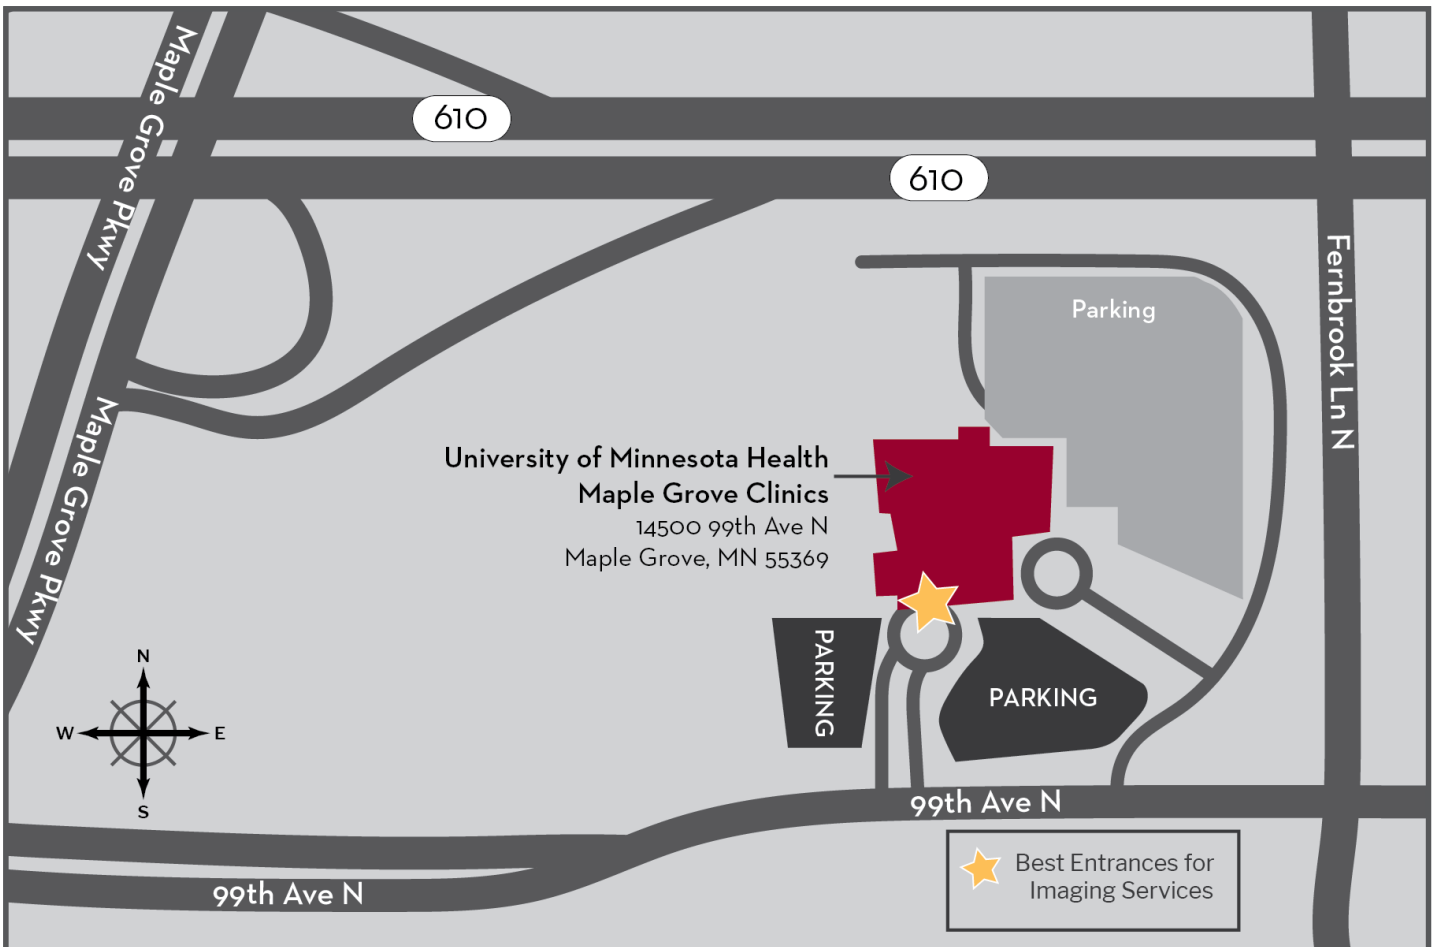 Maple Grove Pkwy
610
610
Fernbrook Ln N
Parking
Maple Grove Pkwy
University of Minnesota Health
Maple Grove Clinics
14500 99th Ave N
Maple Grove, MN 55369
PARKING
PARKING
N
W
E
S
99th Ave N
99th Ave N
Best Entrances for
Imaging Services